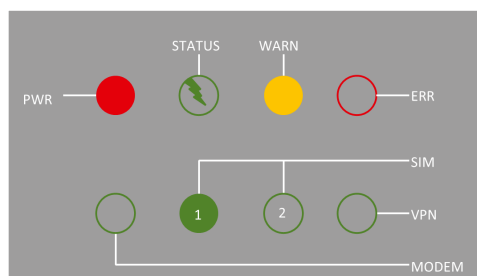 STATUS WARN
PWR ERR
SIM
1 2 VPN
MODEM